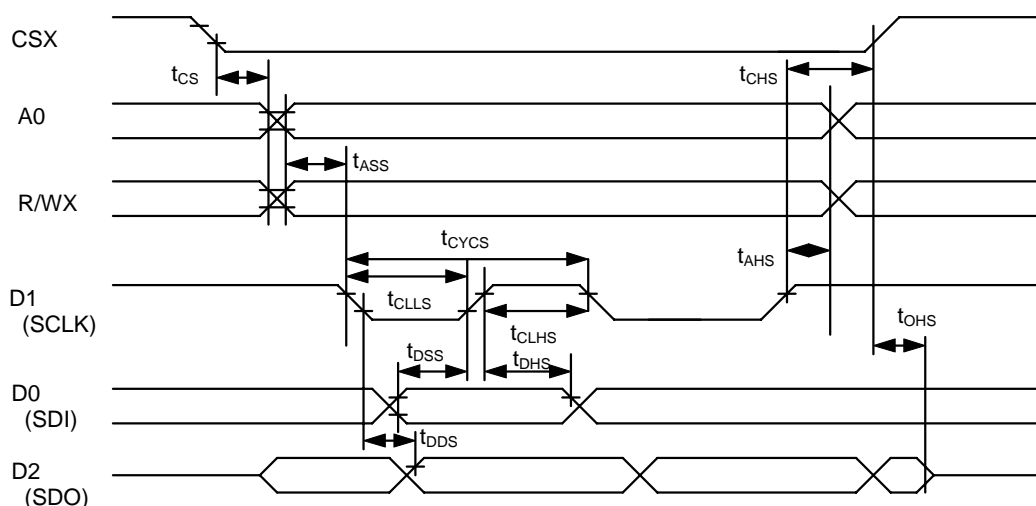 CSX
tCS
tCHS
A0
tASS
R/WX
tCYCS
tAHS
D1
(SCLK)
tCLLS
tCLHS
tOHS
tDSS
tDHS
D0
(SDI)
tDDS
D2
(SDO)